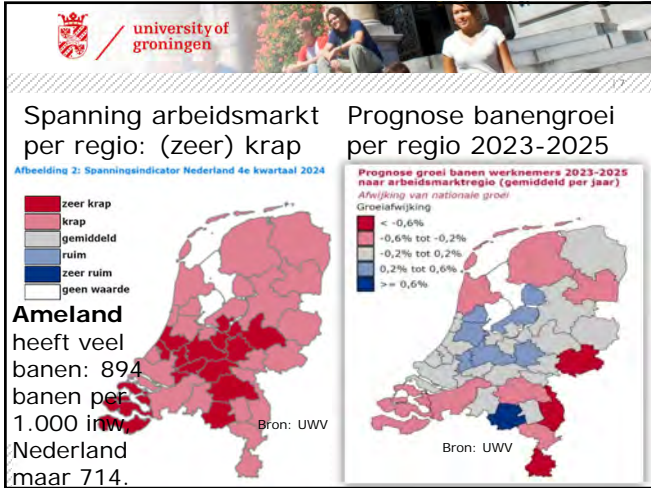 university of
groningen
| 7
Spanning arbeidsmarkt
per regio: (zeer) krap
Prognose banengroei
per regio 2023-2025
Afbeelding 2: Spanningsindicator Nederland 4e kwartaal 2024
zeer krap
krap
gemiddeld
ruim
zeer ruim
geen waarde
Ameland
heeft veel
banen: 894
banen per
1.000 inw,
Nederland
maar 714.
Bron: UWV
Prognose groei banen werknemers 2023-2025
naar arbeidsmarktregio (gemiddeld per jaar)
Afwijking van nationale groei
Groeiafwijking
< -0,6%
-0,6% tot -0,2%
-0,2% tot 0,2%
0,2% tot 0,6%
>= 0,6%
Bron: UWV